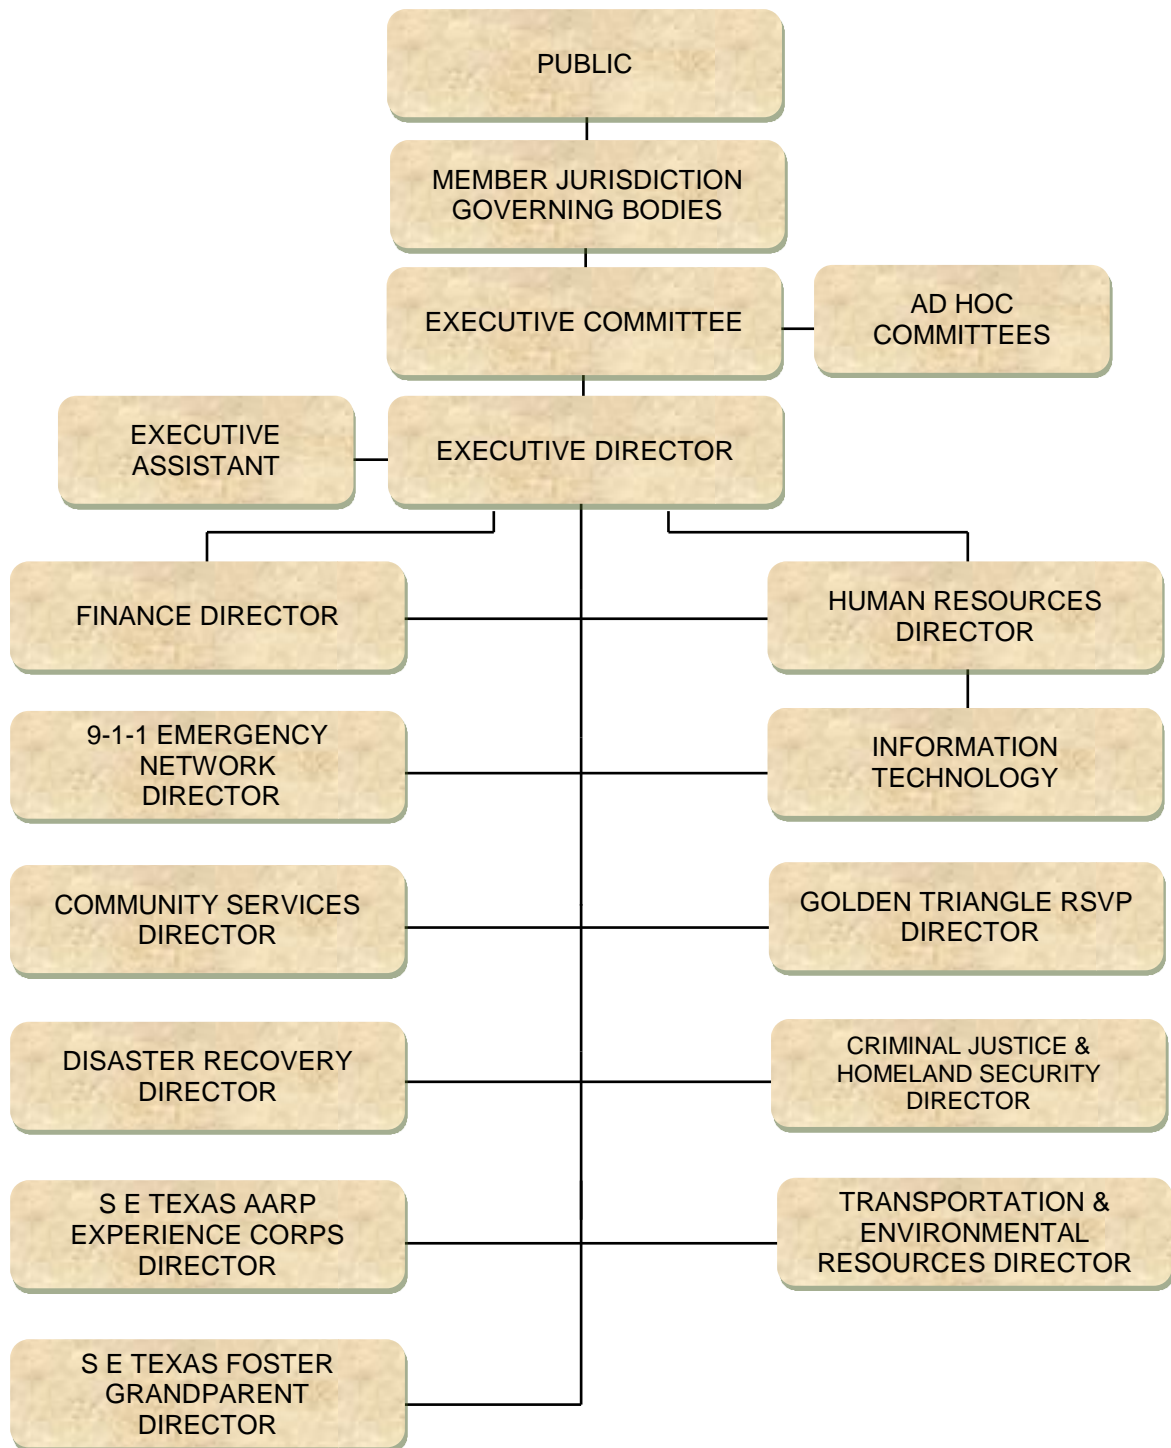 PUBLIC
MEMBER JURISDICTION
GOVERNING BODIES
EXECUTIVE COMMITTEE
AD HOC
COMMITTEES
EXECUTIVE
ASSISTANT
EXECUTIVE DIRECTOR
FINANCE DIRECTOR
HUMAN RESOURCES
DIRECTOR
9-1-1 EMERGENCY
NETWORK
DIRECTOR
INFORMATION
TECHNOLOGY
COMMUNITY SERVICES
DIRECTOR
GOLDEN TRIANGLE RSVP
DIRECTOR
DISASTER RECOVERY
DIRECTOR
CRIMINAL JUSTICE &
HOMELAND SECURITY
DIRECTOR
S E TEXAS AARP
EXPERIENCE CORPS
DIRECTOR
TRANSPORTATION &
ENVIRONMENTAL
RESOURCES DIRECTOR
S E TEXAS FOSTER
GRANDPARENT
DIRECTOR